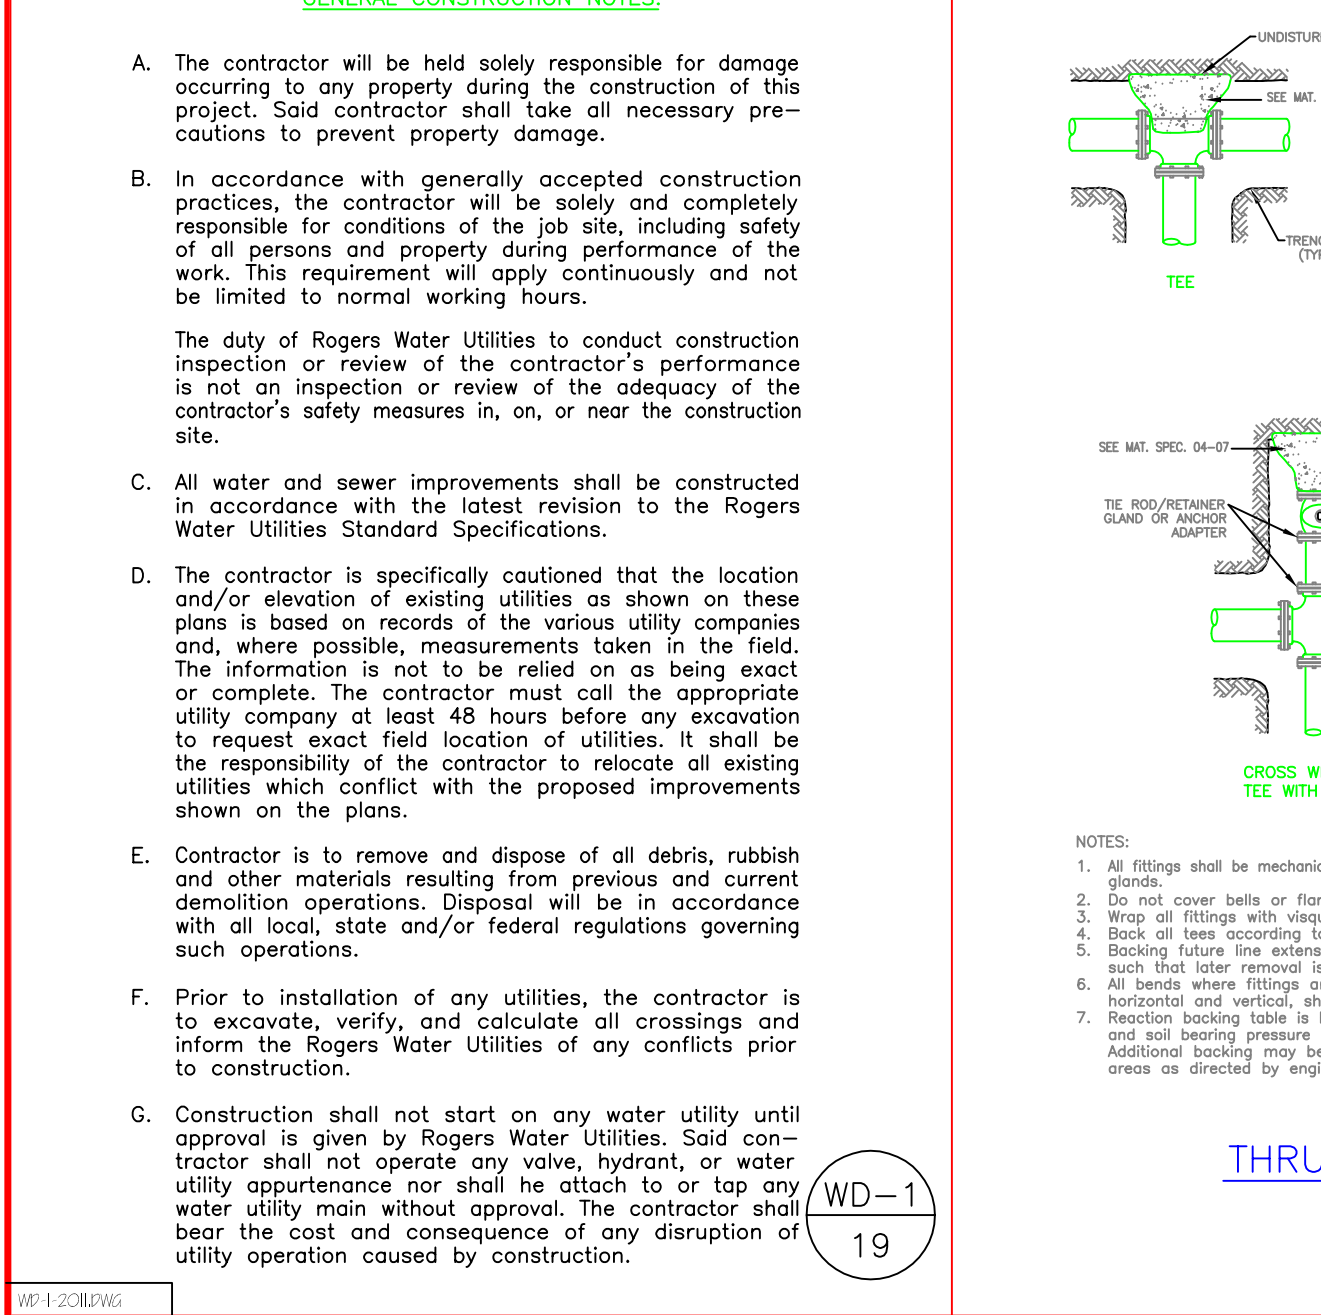 GENERAL CONSTRUCTION NOTES:
A. The contractor will be held solely responsible for damage
occurring to any property during the construction of this
project. Said contractor shall take all necessary pre-
cautions to prevent property damage.
B. In accordance with generally accepted construction
practices, the contractor will be solely and completely
responsible for conditions of the job site, including safety
of all persons and property during performance of the
work. This requirement will apply continuously and not
be limited to normal working hours.
The duty of Rogers Water Utilities to conduct construction
inspection or review of the contractor's performance
is not an inspection or review of the adequacy of the
contractor's safety measures in, on, or near the construction
site.
C. All water and sewer improvements shall be constructed
in accordance with the latest revision to the Rogers
Water Utilities Standard Specifications.
D. The contractor is specifically cautioned that the location
and/or elevation of existing utilities as shown on these
plans is based on records of the various utility companies
and, where possible, measurements taken in the field.
The information is not to be relied on as being exact
or complete. The contractor must call the appropriate
utility company at least 48 hours before any excavation
to request exact field location of utilities. It shall be
the responsibility of the contractor to relocate all existing
utilities which conflict with the proposed improvements
shown on the plans.
E. Contractor is to remove and dispose of all debris, rubbish
and other materials resulting from previous and current
demolition operations. Disposal will be in accordance
with all local, state and/or federal regulations governing
such operations.
F. Prior to installation of any utilities, the contractor is
to excavate, verify, and calculate all crossings and
inform the Rogers Water Utilities of any conflicts prior
to construction.
G. Construction shall not start on any water utility until
approval is given by Rogers Water Utilities. Said con-
tractor shall not operate any valve, hydrant, or water
utility appurtenance nor shall he attach to or tap any
water utility main without approval. The contractor shall
bear the cost and consequence of any disruption of
utility operation caused by construction.
WD-1
19
WD-1-2011.DWG
SEE MAT.
TEE
SEE MAT. SPEC. 04-07
TIE ROD/RETAINER
GLAND OR ANCHOR
ADAPTER
CROSS
TEE WITH
NOTES:
1. All fittings shall be
glands.
2. Do not cover bells or
3. Wrap all fittings with
4. Back all tees according
5. Backing future line
such that later removal
6. All bends where fittings
horizontal and vertical,
7. Reaction backing table is
and soil bearing pressure
Additional backing may
areas as directed by